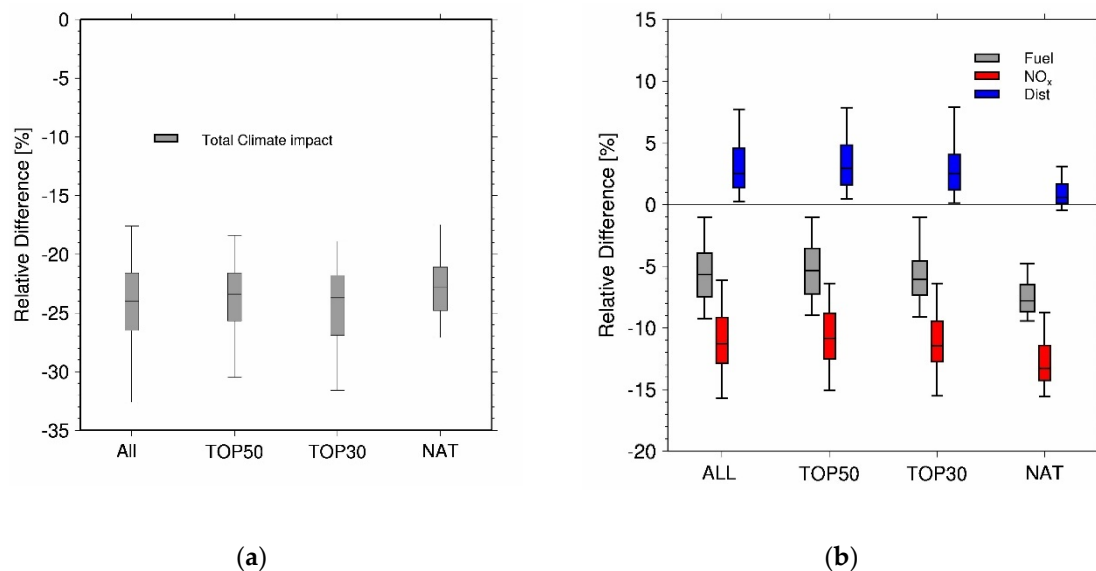 0
-5
-10
-15
-20
-25
-30
-35
Relative Difference [%]
Total Climate impact
All TOP50 TOP30 NAT
(a)
15
10
5
0
-5
-10
-15
-20
Relative Difference [%]
Fuel
NOx
Dist
ALL TOP50 TOP30 NAT
(b)